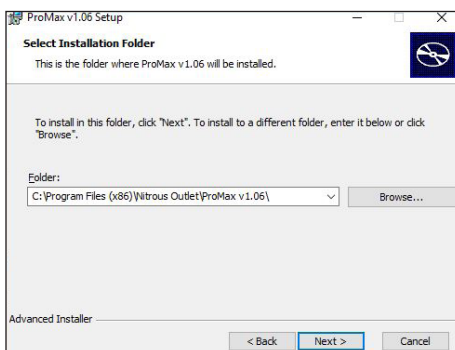 ProMax v1.06 Setup
Select Installation Folder
This is the folder where ProMax v1.06 will be installed.
To install in this folder, click "Next". To install to a different folder, enter it below or click
"Browse".
Folder:
C:\Program Files (x86)\Nitrous Outlet\ProMax v1.06\
Browse...
Advanced Installer
< Back
Next >
Cancel